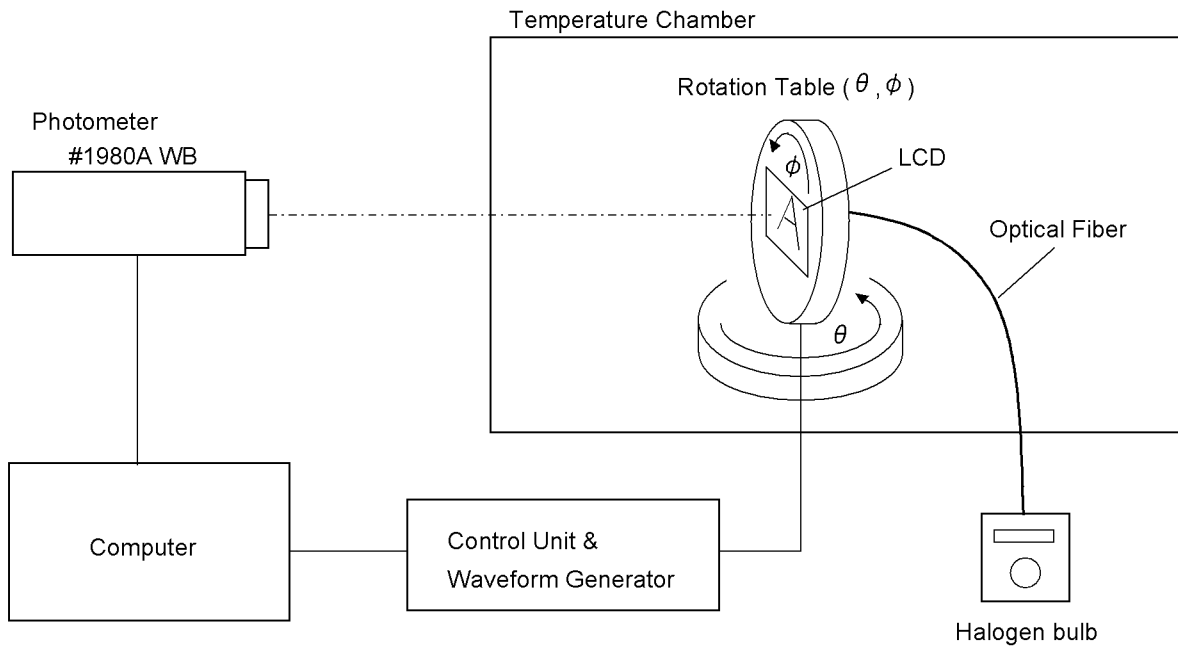 Temperature Chamber
Rotation Table ( θ , ϕ )
Photometer
#1980A WB
ϕ
LCD
A
Optical Fiber
θ
Computer
Control Unit &
Waveform Generator
Halogen bulb